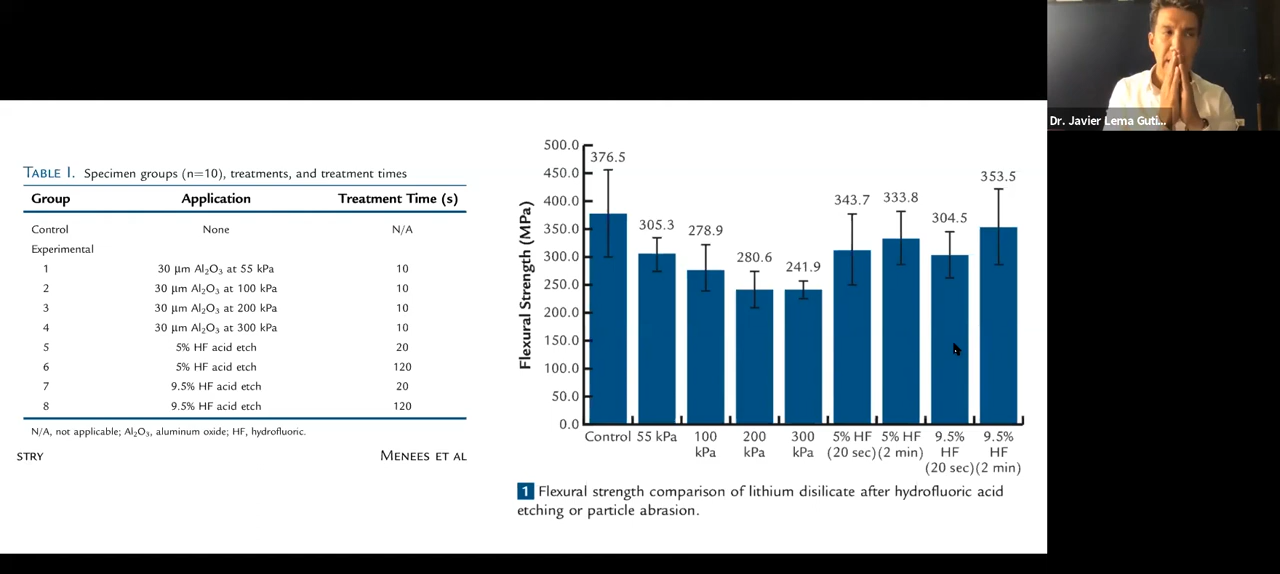 Dr. Javier Lema Guti...
TABLE I. Specimen groups (n=10), treatments, and treatment times
Group Application Treatment Time (s)
Control None N/A
Experimental
1 30 μm Al₂O₃ at 55 kPa 10
2 30 μm Al₂O₃ at 100 kPa 10
3 30 μm Al₂O₃ at 200 kPa 10
4 30 μm Al₂O₃ at 300 kPa 10
5 5% HF acid etch 20
6 5% HF acid etch 120
7 9.5% HF acid etch 20
8 9.5% HF acid etch 120
N/A, not applicable; Al₂O₃, aluminum oxide; HF, hydrofluoric.
STRY MENEES ET AL
Flexural Strength (MPa)
500.0
450.0
400.0
350.0
300.0
250.0
200.0
150.0
100.0
50.0
0.0
376.5
305.3
278.9
280.6
241.9
343.7
333.8
304.5
353.5
Control 55 kPa 100 200 300 5% HF 5% HF 9.5% 9.5%
kPa kPa kPa (20 sec) (2 min) HF HF
(20 sec) (2 min)
1 Flexural strength comparison of lithium disilicate after hydrofluoric acid
etching or particle abrasion.